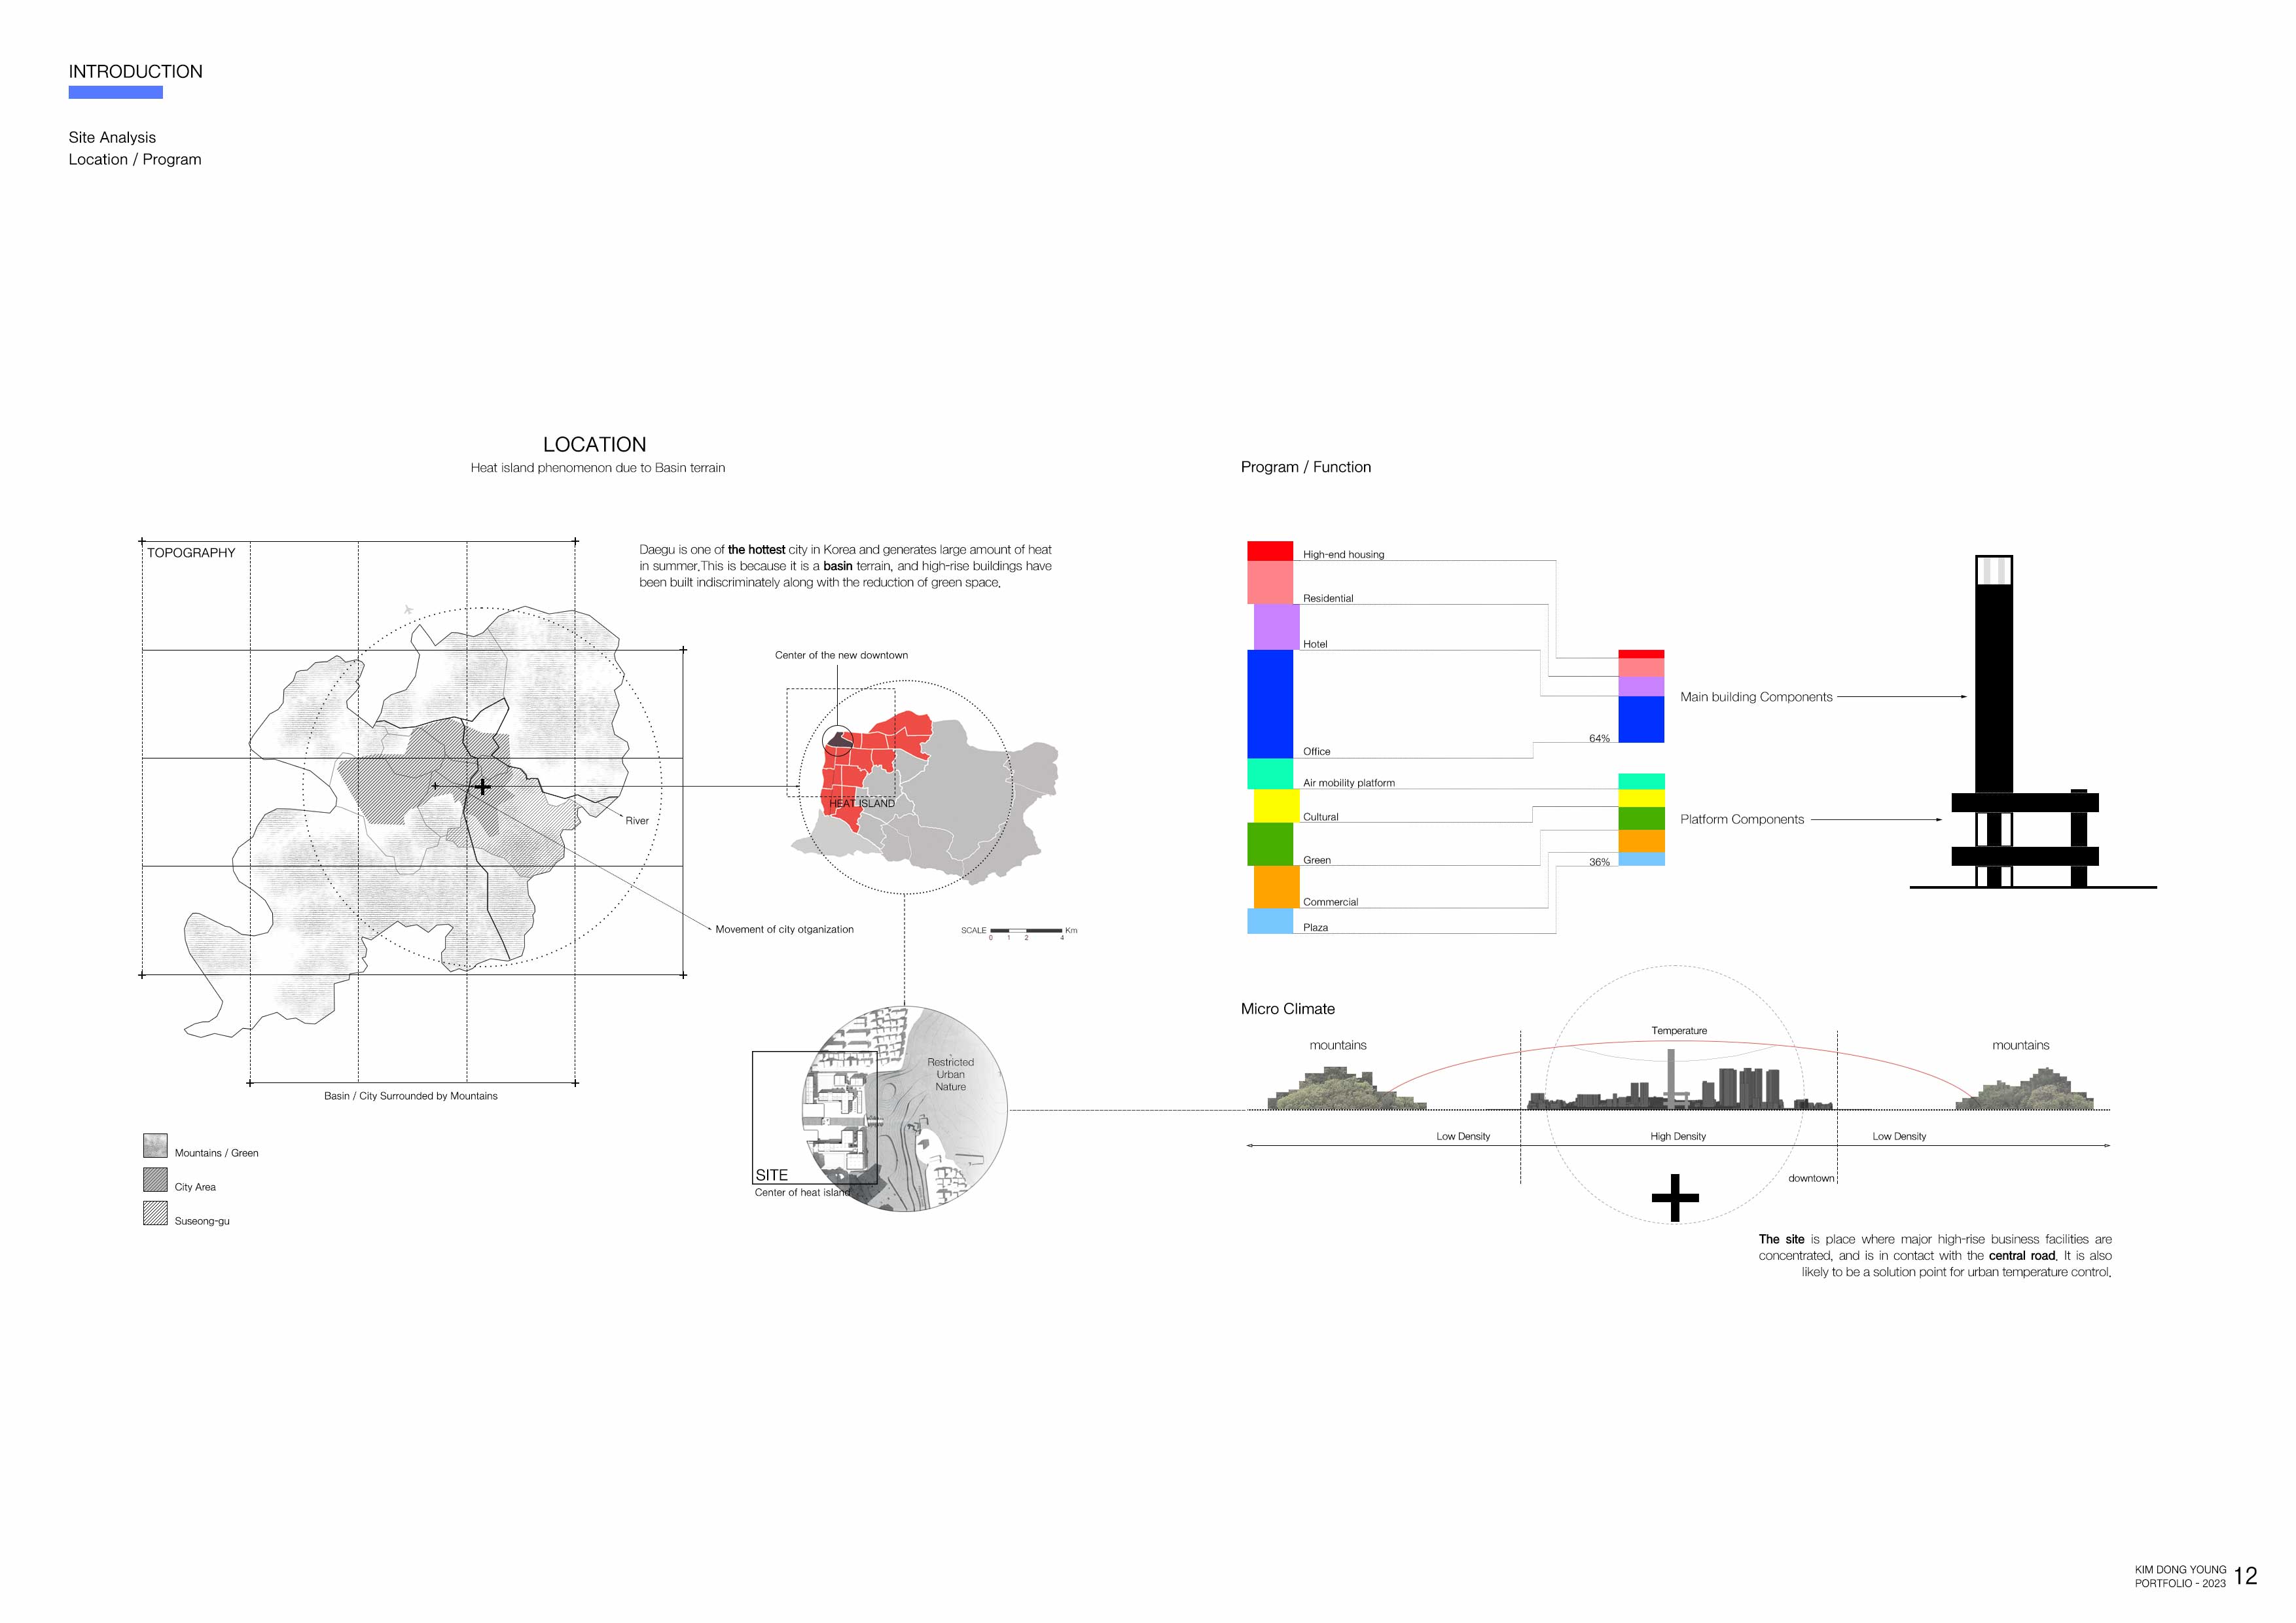 INTRODUCTION
Site Analysis
Location / Program
LOCATION
Heat island phenomenon due to Basin terrain
TOPOGRAPHY
Daegu is one of the hottest city in Korea and generates large amount of heat
in summer.This is because it is a basin terrain, and high-rise buildings have
been built indiscriminately along with the reduction of green space.
Center of the new downtown
HEAT ISLAND
River
Movement of city otganization
SCALE
Km
0 1 2 4
Basin / City Surrounded by Mountains
Mountains / Green
City Area
Suseong-gu
Restricted
Urban
Nature
SITE
Center of heat island
Program / Function
High-end housing
Residential
Hotel
Office
Air mobility platform
Cultural
Green
Commercial
Plaza
64%
36%
Main building Components
Platform Components
Micro Climate
mountains
Temperature
mountains
Low Density
High Density
Low Density
downtown
The site is place where major high-rise business facilities are
concentrated, and is in contact with the central road. It is also
likely to be a solution point for urban temperature control.
KIM DONG YOUNG
PORTFOLIO - 2023
12